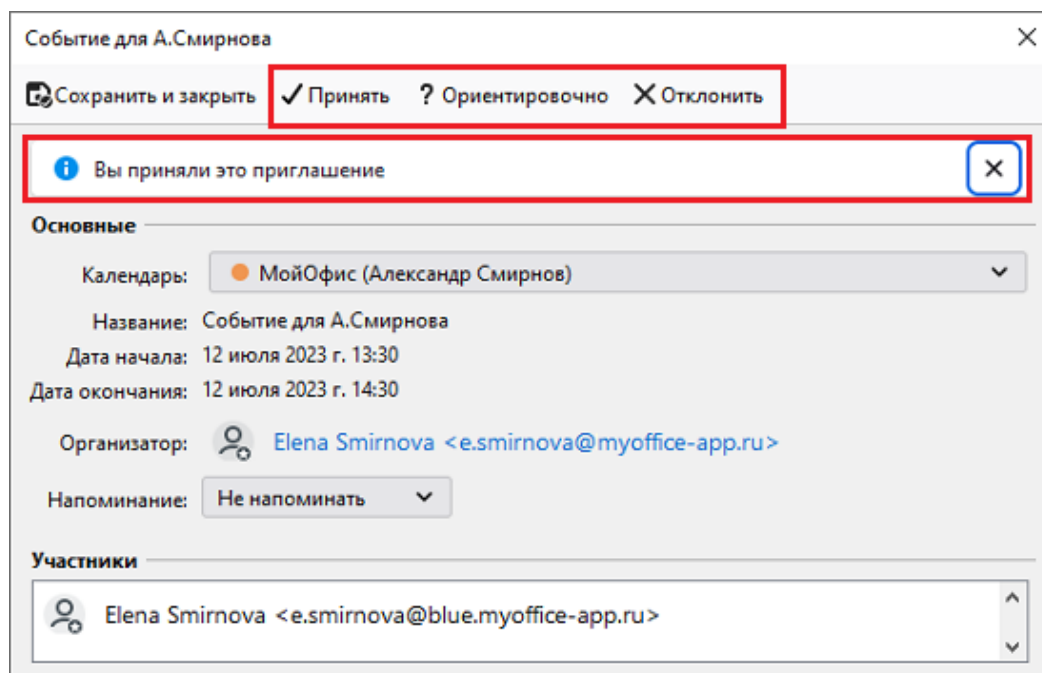 Событие для А.Смирнова
Сохранить и закрыть Принять ? Ориентировочно Отклонить
Вы приняли это приглашение
Основные
Календарь: МойОфис (Александр Смирнов)
Название: Событие для А.Смирнова
Дата начала: 12 июля 2023 г. 13:30
Дата окончания: 12 июля 2023 г. 14:30
Организатор: Elena Smirnova <e.smirnova@myoffice-app.ru>
Напоминание: Не напоминать
Участники
Elena Smirnova <e.smirnova@blue.myoffice-app.ru>